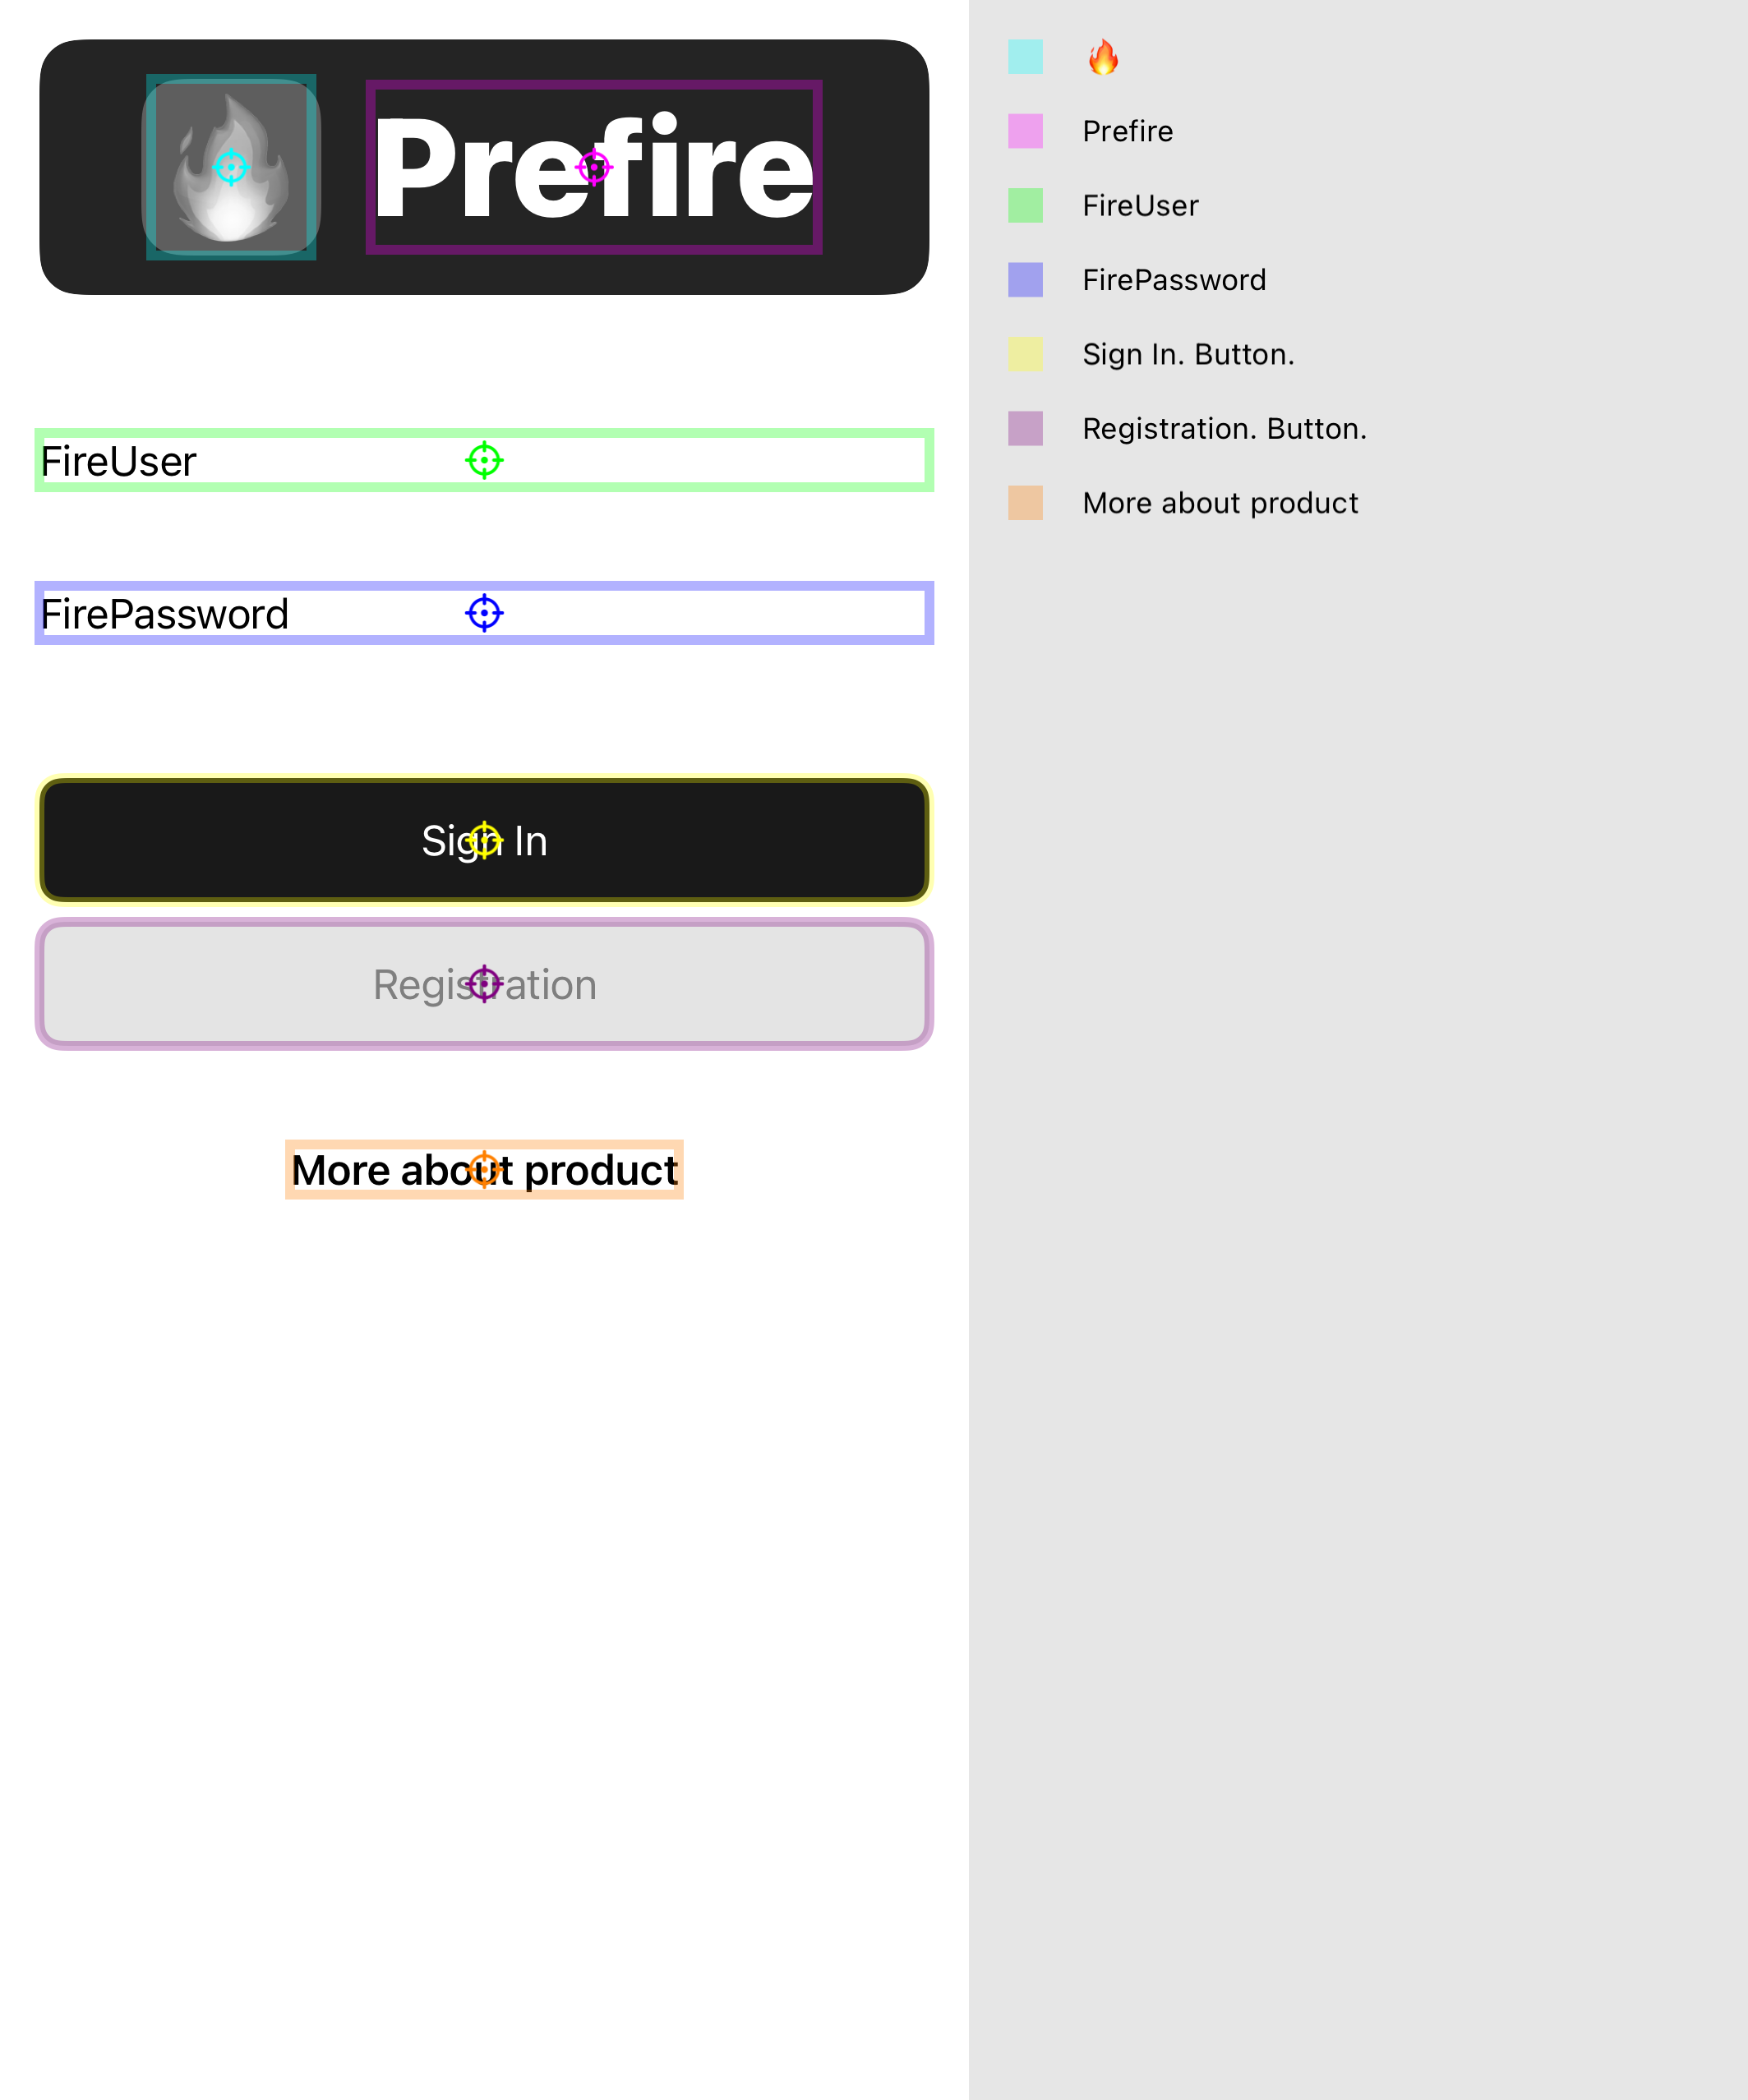 Prefire
FireUser
FirePassword
Sign In
Registration
More about product
🔥
Prefire
FireUser
FirePassword
Sign In. Button.
Registration. Button.
More about product